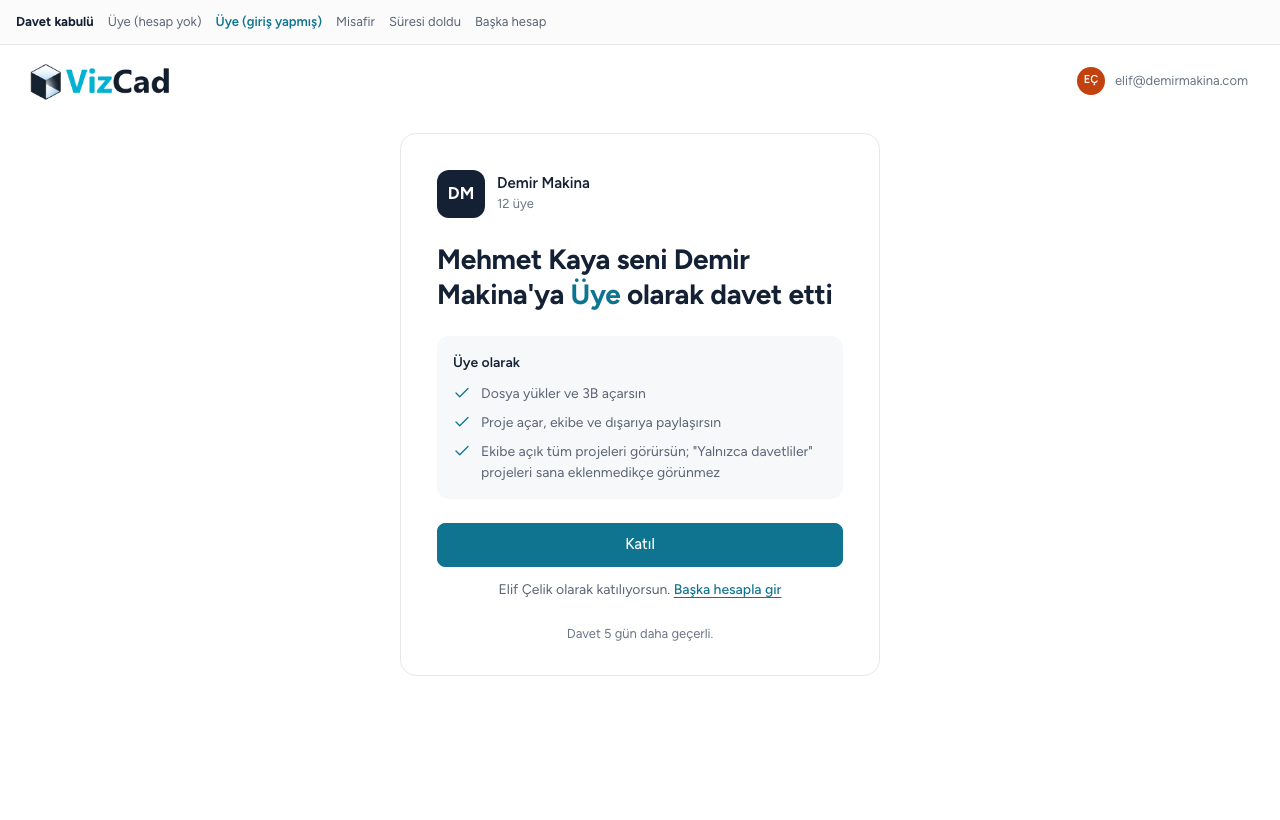 Davet kabulü Üye (hesap yok) Üye (giriş yapmış) Misafir Süresi doldu Başka hesap
VizCad
EÇ elif@demirmakina.com
DM Demir Makina
12 üye
Mehmet Kaya seni Demir
Makina'ya Üye olarak davet etti
Üye olarak
Dosya yükler ve 3B açarsın
Proje açar, ekibe ve dışarıya paylaşırsın
Ekibe açık tüm projeleri görürsün; "Yalnızca davetliler"
projeleri sana eklenmedikçe görünmez
Katıl
Elif Çelik olarak katılıyorsun. Başka hesapla gir
Davet 5 gün daha geçerli.